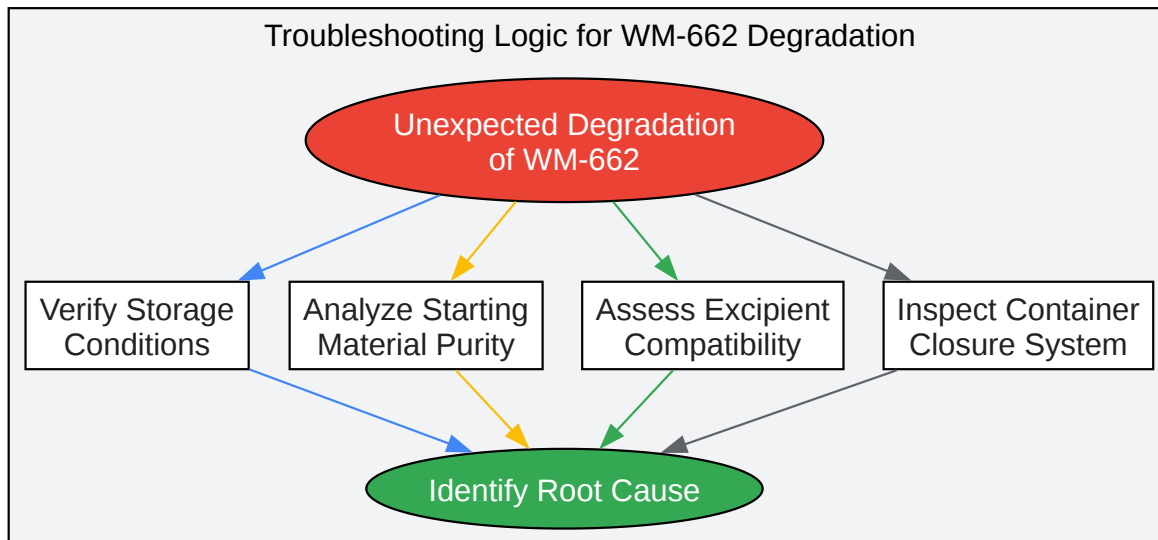 Troubleshooting Logic for WM-662 Degradation
Unexpected Degradation
of WM-662
Verify Storage
Conditions
Analyze Starting
Material Purity
Assess Excipient
Compatibility
Inspect Container
Closure System
Identify Root Cause